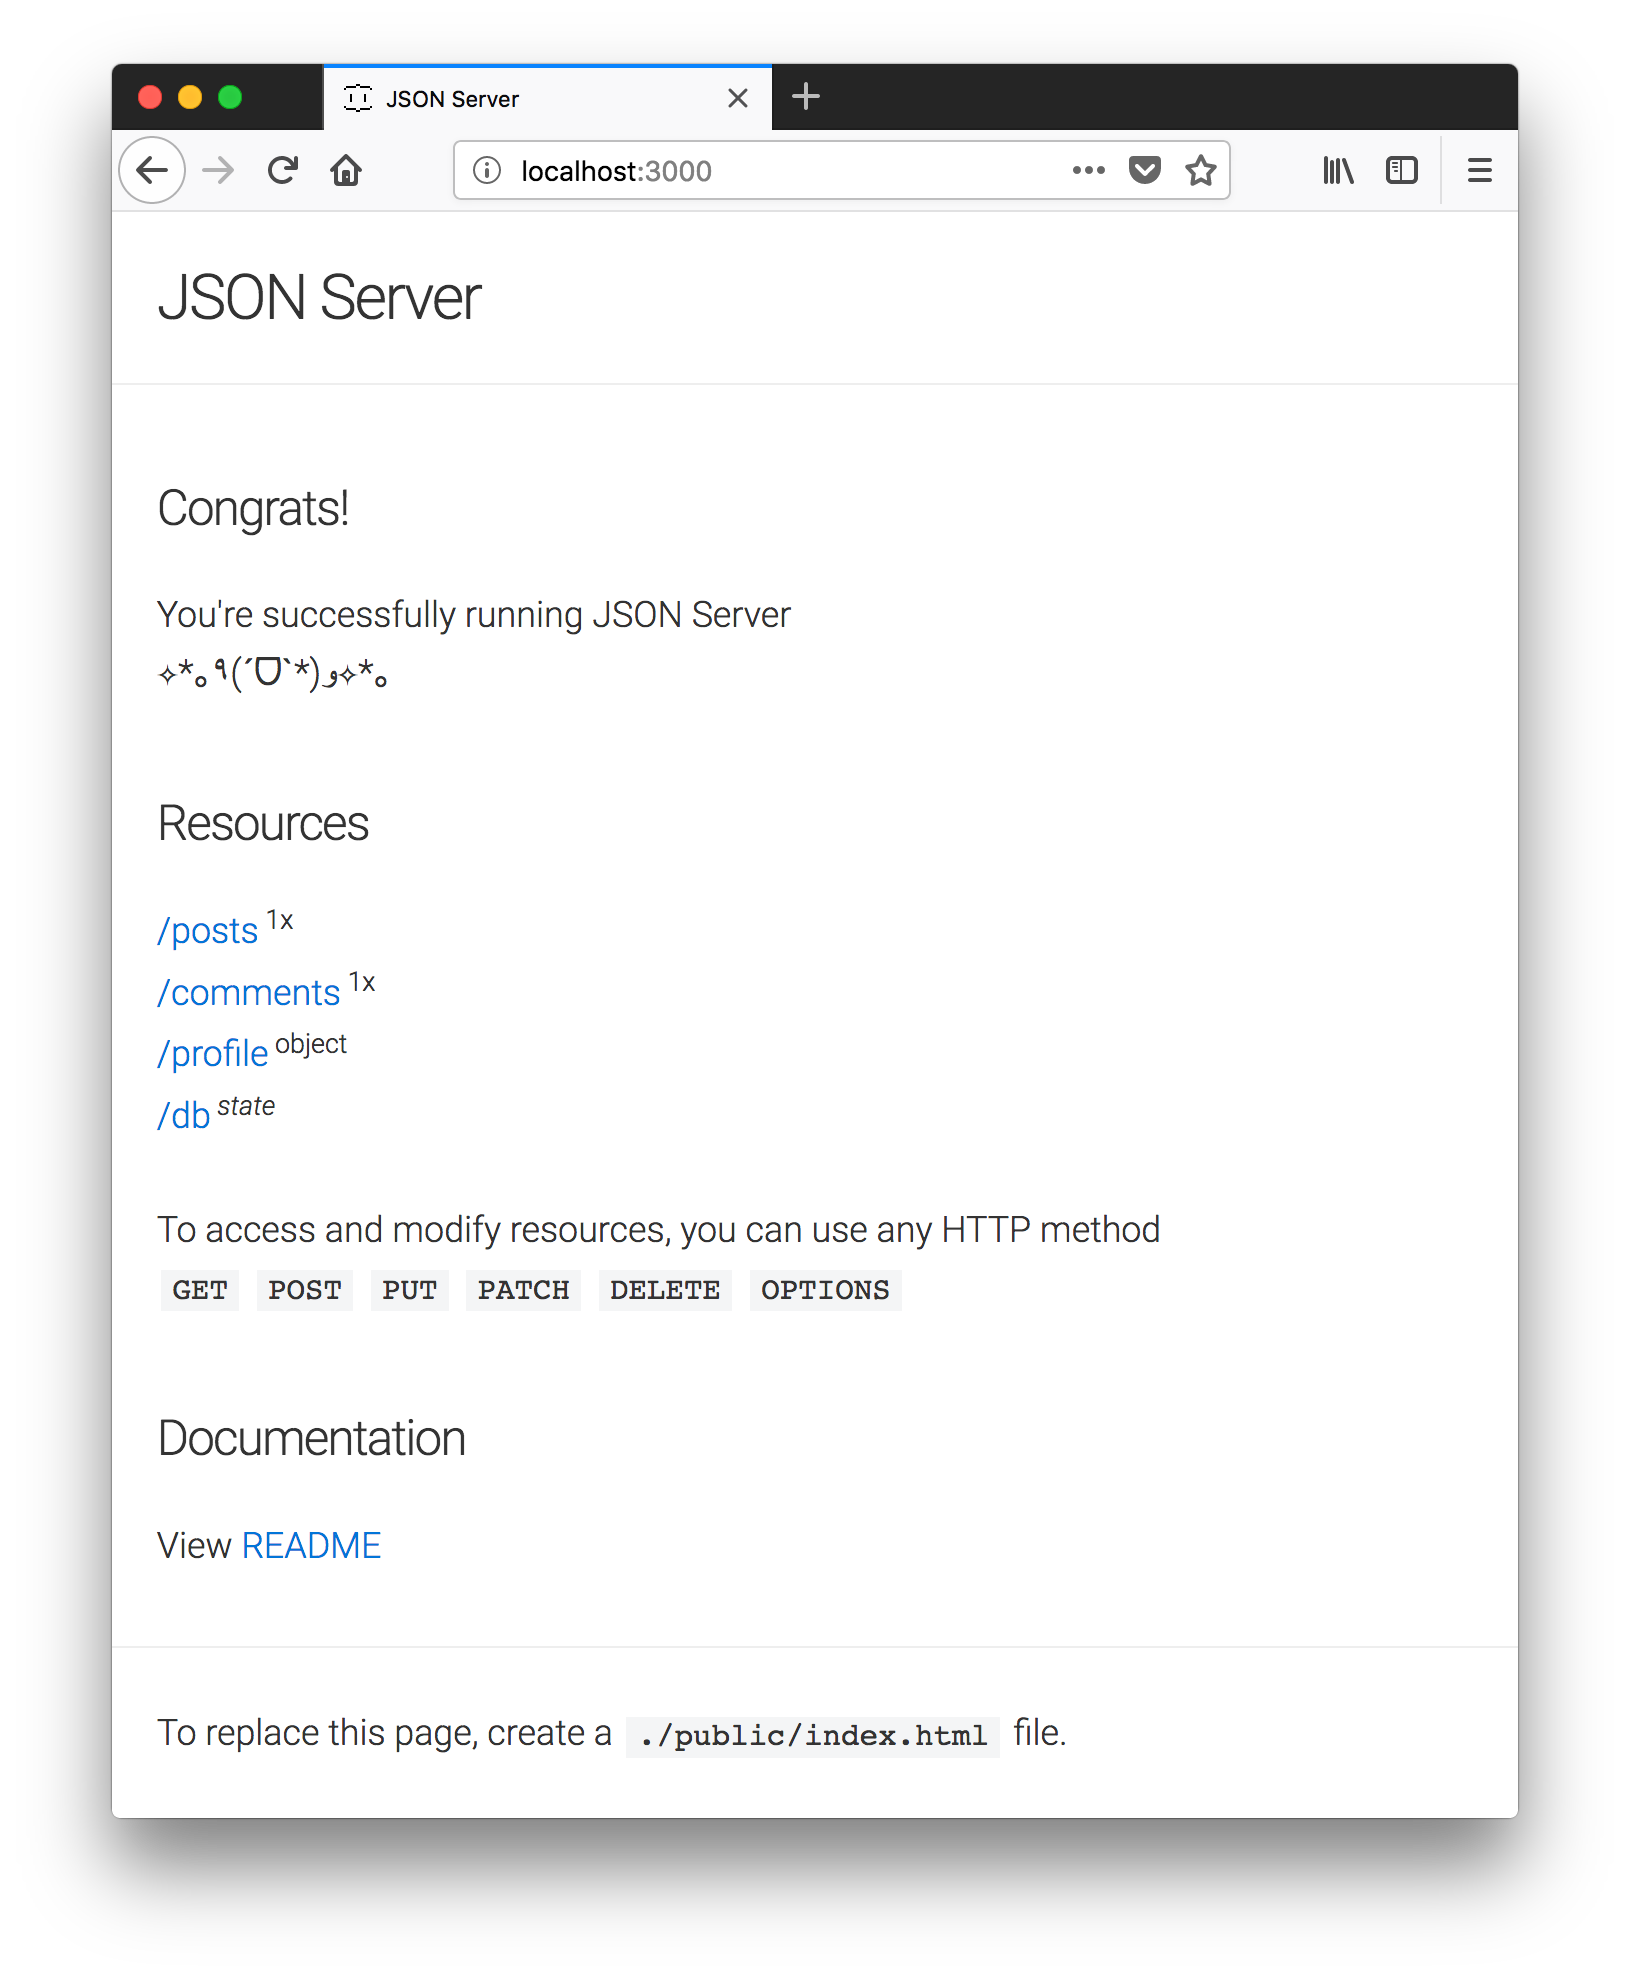 JSON Server
localhost:3000
JSON Server
Congrats!
You're successfully running JSON Server
✧*｡٩(ˊᗜˋ*)و✧*｡
Resources
/posts 1x
/comments 1x
/profile object
/db state
To access and modify resources, you can use any HTTP method
GET POST PUT PATCH DELETE OPTIONS
Documentation
View README
To replace this page, create a ./public/index.html file.